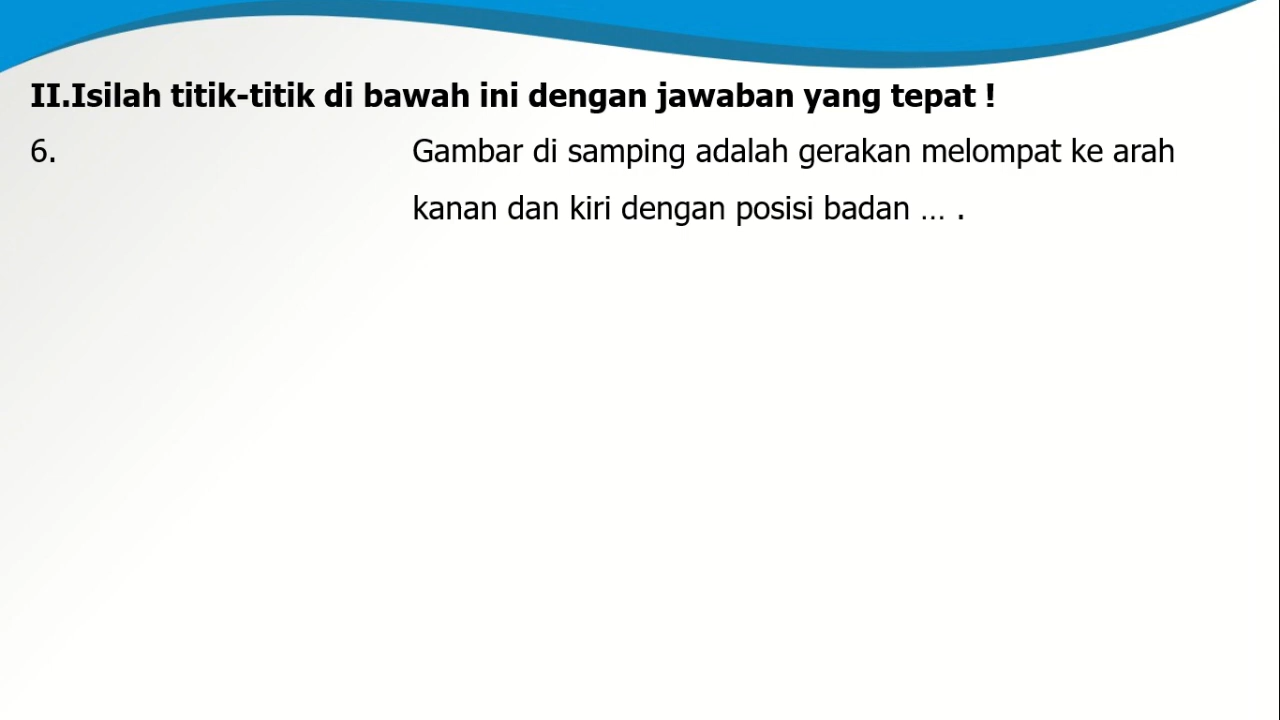 II.Isilah titik-titik di bawah ini dengan jawaban yang tepat !
6. Gambar di samping adalah gerakan melompat ke arah
kanan dan kiri dengan posisi badan ... .